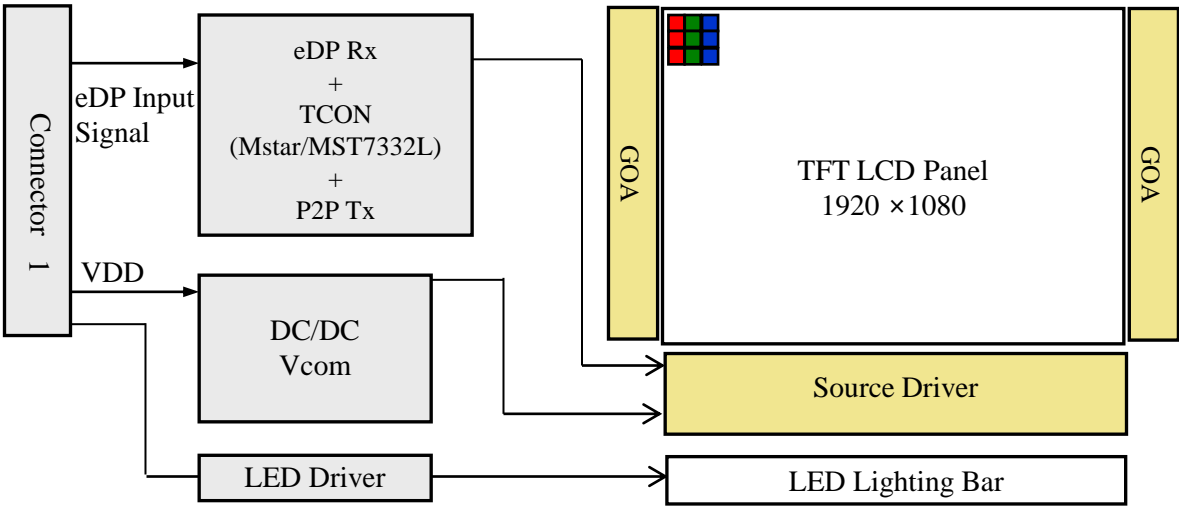 Connector 1
eDP Input
Signal
eDP Rx
+
TCON
(Mstar/MST7332L)
+
P2P Tx
VDD
DC/DC
Vcom
LED Driver
GOA
TFT LCD Panel
1920 ×1080
GOA
Source Driver
LED Lighting Bar